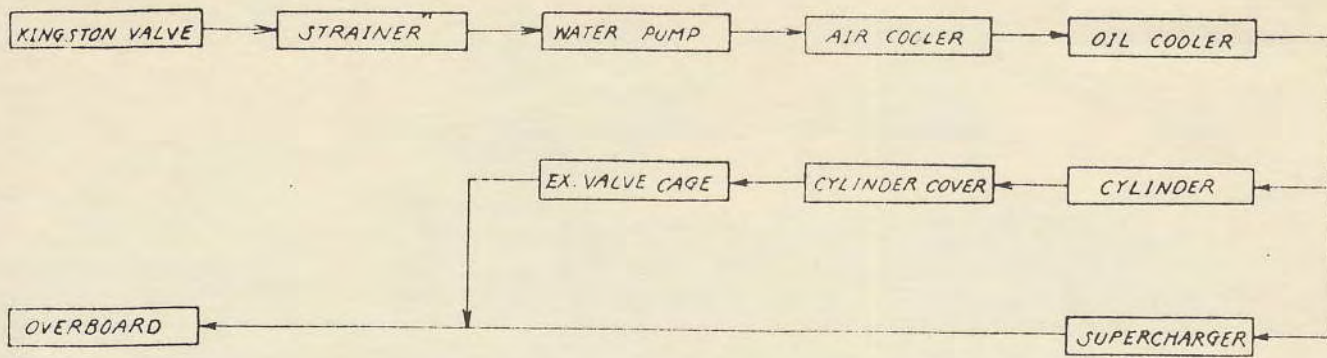 KINGSTON VALVE
STRAINER"
WATER PUMP
AIR COOLER
OIL COOLER
EX. VALVE CAGE
CYLINDER COVER
CYLINDER
OVERBOARD
SUPERCHARGER